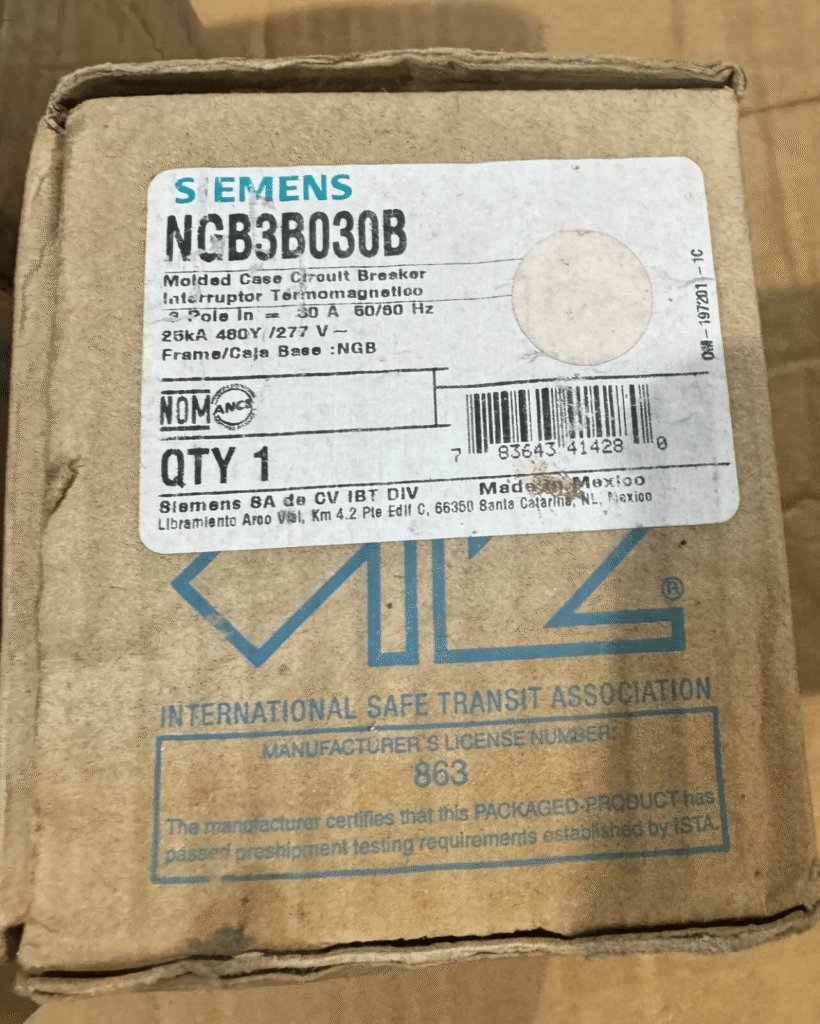 SIEMENS
NGB3B030B
Molded Case Circuit Breaker
Interruptor Termomagnetico
3 Pole In = 30 A 50/60 Hz
25kA 480Y/277 V~
Frame/Caja Base :NGB
NOM ANCE
QTY 1
7 83643 41428 0
Siemens SA de CV IBT DIV
Made in Mexico
Libramiento Arco Vial, Km 4.2 Pte Edif C, 66350 Santa Catarina, NL, Mexico
197201-1C
®
INTERNATIONAL SAFE TRANSIT ASSOCIATION
MANUFACTURER'S LICENSE NUMBER:
863
The manufacturer certifies that this PACKAGED-PRODUCT has
passed preshipment testing requirements established by ISTA.